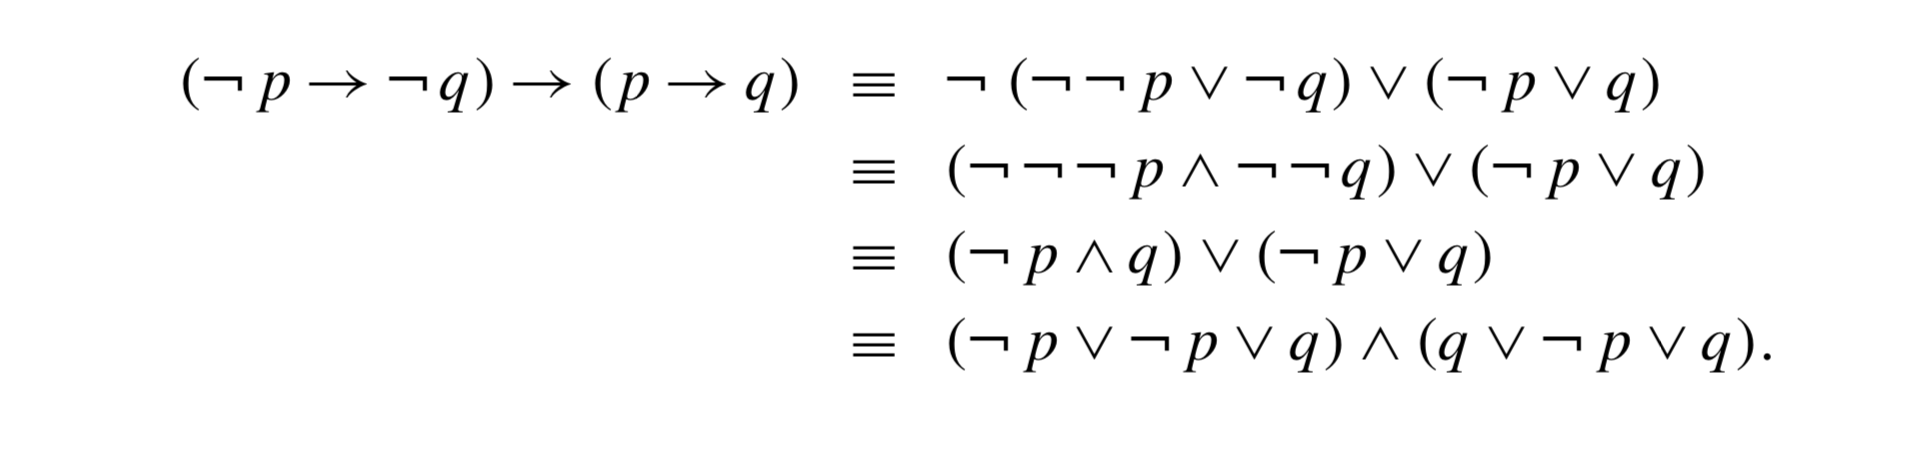 (¬ p → ¬ q) → (p → q) ≡ ¬ (¬ ¬ p ∨ ¬ q) ∨ (¬ p ∨ q)
≡ (¬ ¬ ¬ p ∧ ¬ ¬ q) ∨ (¬ p ∨ q)
≡ (¬ p ∧ q) ∨ (¬ p ∨ q)
≡ (¬ p ∨ ¬ p ∨ q) ∧ (q ∨ ¬ p ∨ q).